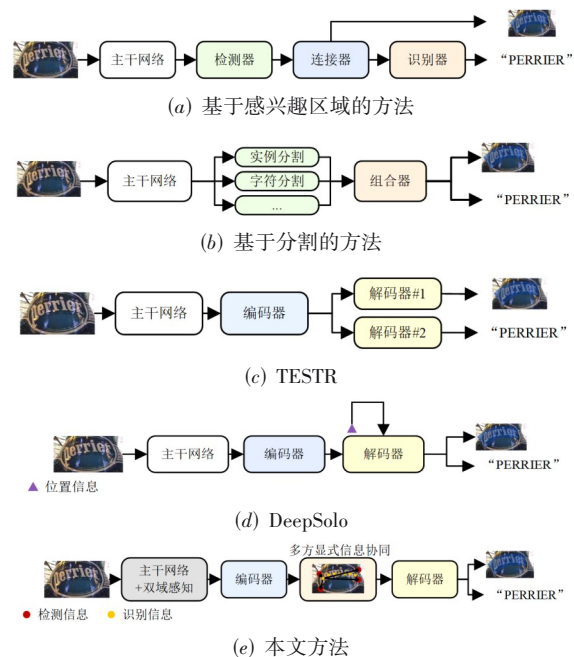 主干网络 检测器 连接器 识别器 “PERRIER”
(a) 基于感兴趣区域的方法
实例分割
主干网络 字符分割 组合器
... “PERRIER”
(b) 基于分割的方法
解码器#1
主干网络 编码器
解码器#2 “PERRIER”
(c) TESTR
主干网络 编码器 解码器 “PERRIER”
位置信息
(d) DeepSolo
多方显式信息协同
主干网络
+双域感知 编码器 解码器 “PERRIER”
检测信息 识别信息
(e) 本文方法